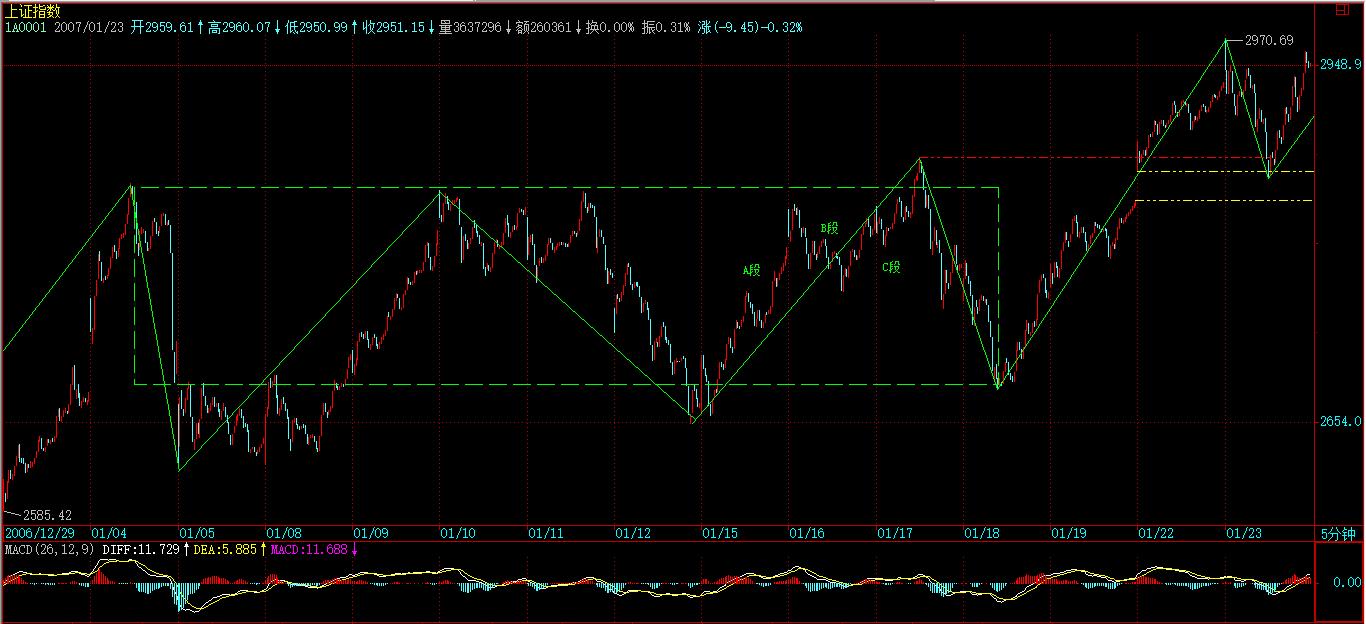 上证指数
1A0001 2007/01/23 开2959.61↑高2960.07↓低2950.99↑收2951.15↓量3637296↓额260361↓换0.00% 振0.31% 涨(-9.45)-0.32%
2970.69
2948.9
B段
A段
C段
2654.0
2585.42
2006/12/29 01/04 01/05 01/08 01/09 01/10 01/11 01/12 01/15 01/16 01/17 01/18 01/19 01/22 01/23 5分钟
MACD(26,12,9) DIFF:11.729↑DEA:5.885↑MACD:11.688↓
0.00